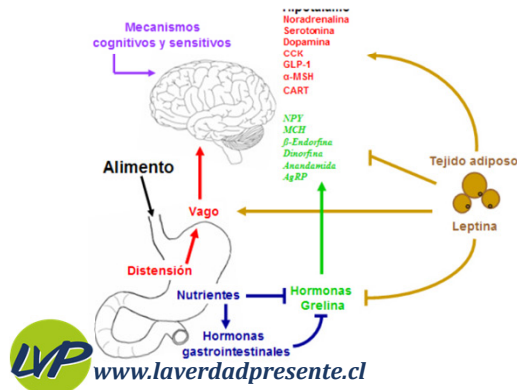 Hipotálamo
Mecanismos
cognitivos y sensitivos
Noradrenalina
Serotonina
Dopamina
CCK
GLP-1
α-MSH
CART
NPY
MCH
β-Endorfina
Dinorfina
Anandamida
AgRP
Alimento
Tejido adiposo
Leptina
Vago
Distensión
Nutrientes
Hormonas
Grelina
Hormonas
gastrointestinales
LVP
www.laverdadpresente.cl